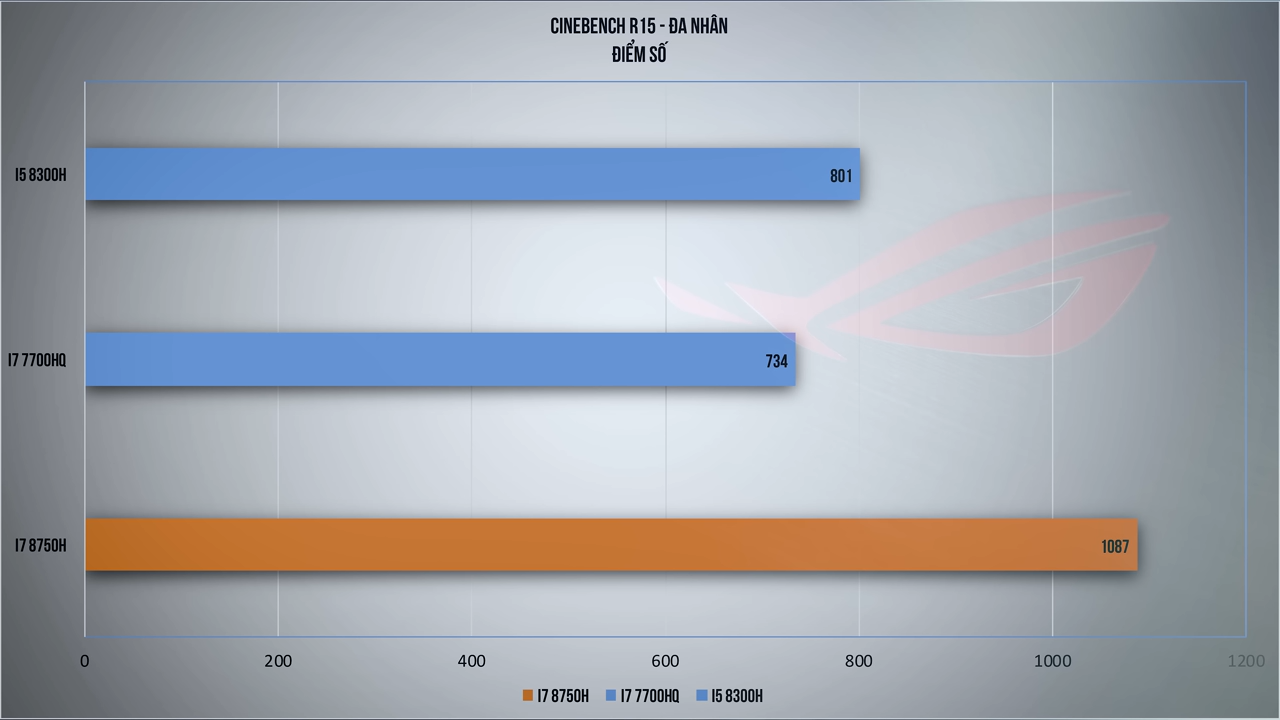 CINEBENCH R15 - ĐA NHÂN
ĐIỂM SỐ
I5 8300H
801
I7 7700HQ
734
I7 8750H
1087
0 200 400 600 800 1000 1200
I7 8750H I7 7700HQ I5 8300H